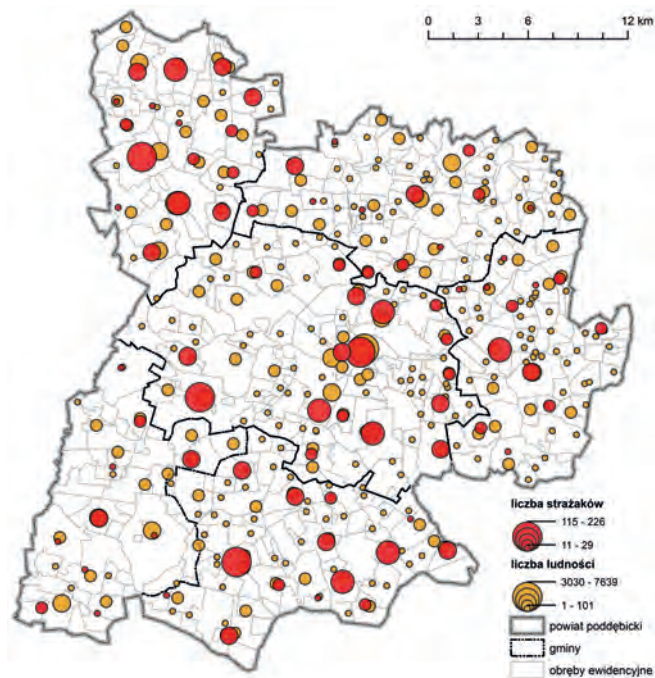 0 3 6 12 km
liczba strażaków
115 - 226
11 - 29
liczba ludności
3030 - 7639
1 - 101
powiat poddębicki
gminy
obręby ewidencyjne